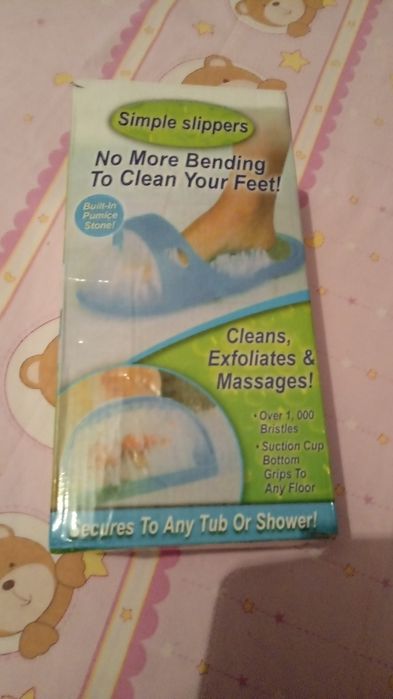 Simple slippers
No More Bending
To Clean Your Feet!
Built-In
Pumice
Stone!
Cleans,
Exfoliates &
Massages!
• Over 1, 000
Bristles
• Suction Cup
Bottom
Grips To
Any Floor
Secures To Any Tub Or Shower!